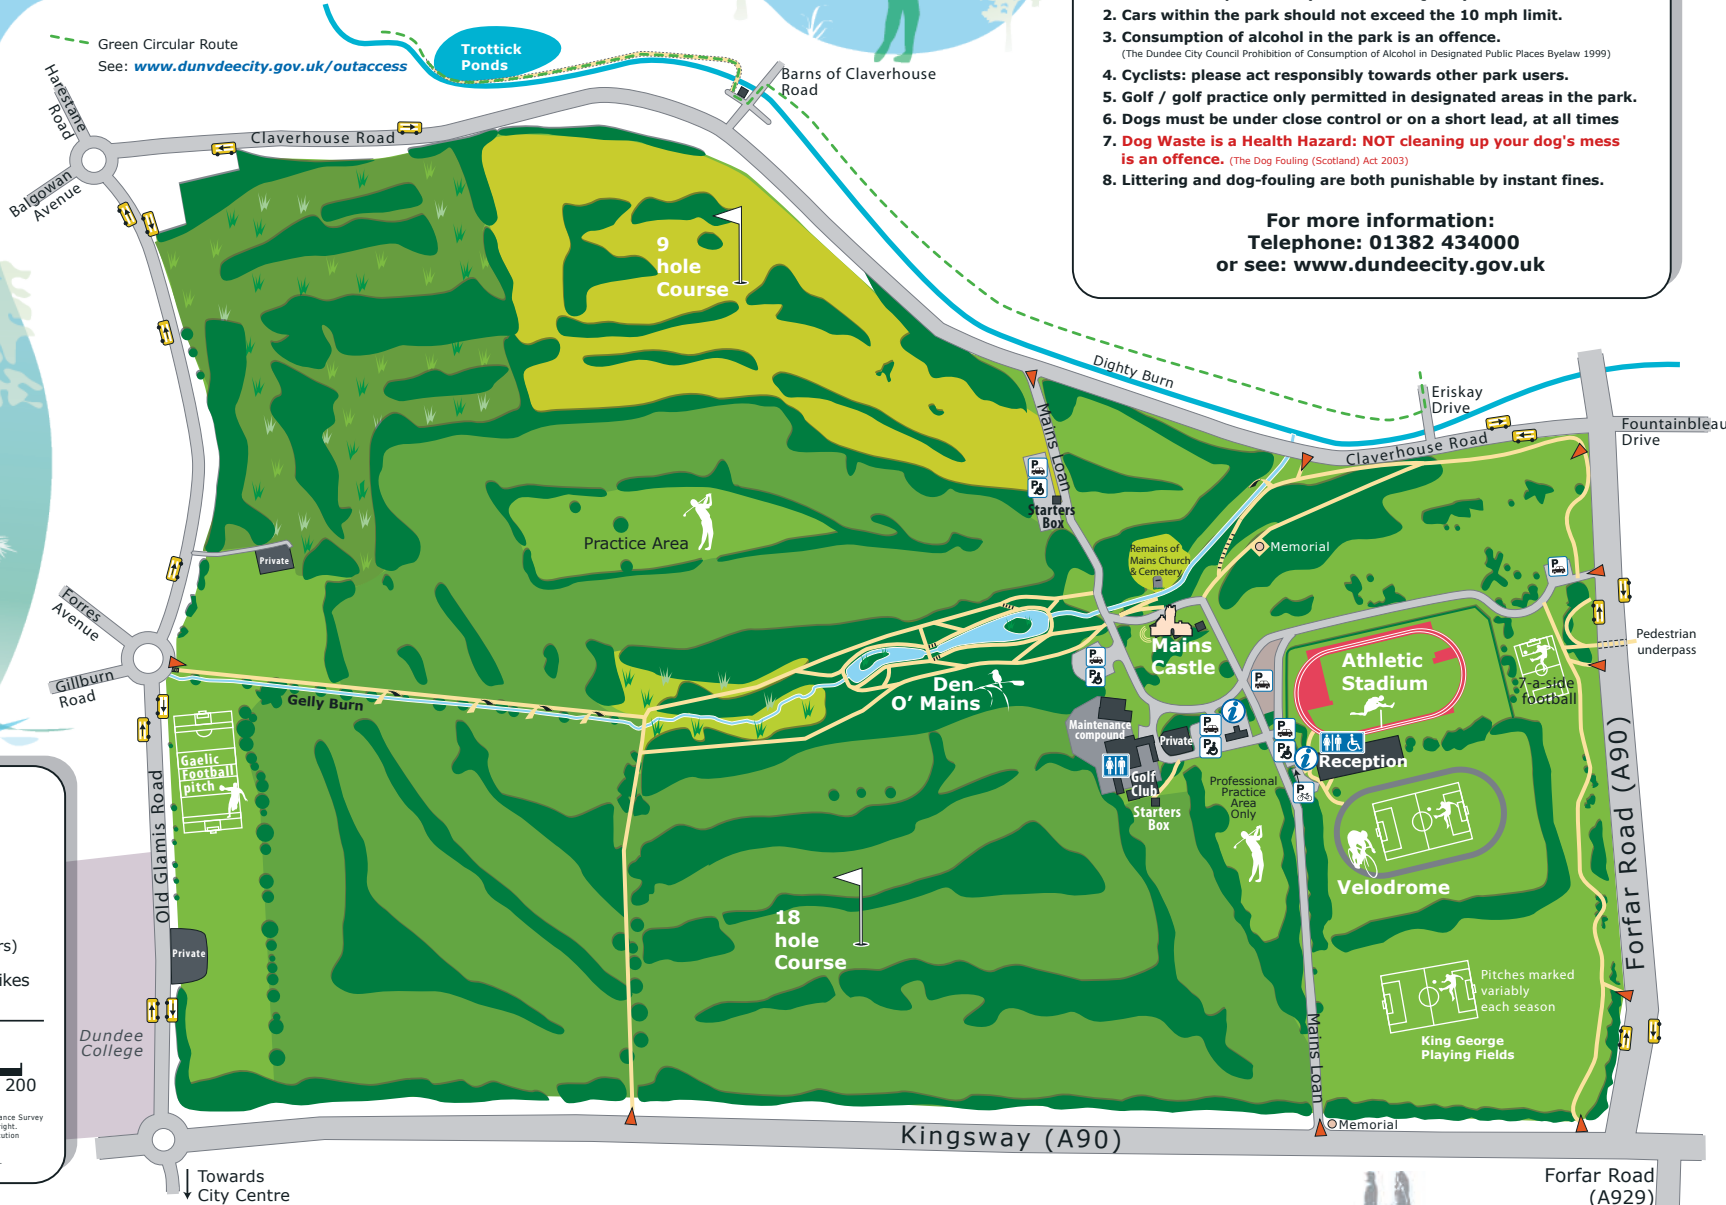 2. Cars within the park should not exceed the 10 mph limit.
3. Consumption of alcohol in the park is an offence.
(The Dundee City Council Prohibition of Consumption of Alcohol in Designated Public Places Byelaw 1999)
4. Cyclists: please act responsibly towards other park users.
5. Golf / golf practice only permitted in designated areas in the park.
6. Dogs must be under close control or on a short lead, at all times
7. Dog Waste is a Health Hazard: NOT cleaning up your dog's mess
is an offence. (The Dog Fouling (Scotland) Act 2003)
8. Littering and dog-fouling are both punishable by instant fines.
For more information:
Telephone: 01382 434000
or see: www.dundeecity.gov.uk
Green Circular Route
See: www.dunvdeecity.gov.uk/outaccess
Trottick
Ponds
Barns of Claverhouse
Road
Harestane
Road
Claverhouse Road
Balgowan
Avenue
9
hole
Course
Dighty Burn
Eriskay
Drive
Fountainbleau
Drive
Claverhouse Road
Mains Loan
P
P
Starters
Box
Practice Area
Private
Remains of
Mains Church
& Cemetery
Memorial
P
Forres
Avenue
Gillburn
Road
Gelly Burn
Den
O' Mains
Mains
Castle
Athletic
Stadium
Pedestrian
underpass
7-a-side
football
P
P
P
Maintenance
compound
Private
P
P
i
P
P
i
Reception
P
Golf
Club
Starters
Box
Professional
Practice
Area
Only
Gaelic
Football
pitch
Velodrome
Old Glamis Road
Forfar Road (A90)
18
hole
Course
Private
Pitches marked
variably
each season
King George
Playing Fields
Mains Loan
Memorial
Dundee
College
rs)
ikes
200
ance Survey
right.
ution
Kingsway (A90)
Towards
City Centre
Forfar Road
(A929)